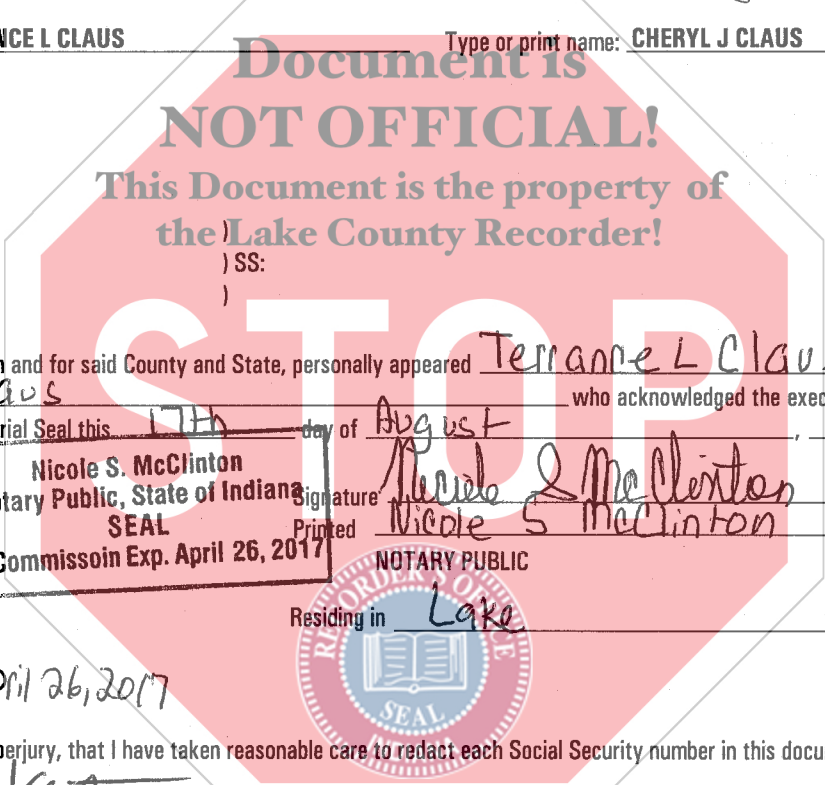 NCE L CLAUS Type or print name: CHERYL J CLAUS
Document is
NOT OFFICIAL!
This Document is the property of
the Lake County Recorder!
)
) SS:
)
STOP
and for said County and State, personally appeared Terrance L Clau
aus who acknowledged the exec
rial Seal this 17th day of August ,
Nicole S. McClinton
tary Public, State of Indiana
SEAL
Commissoin Exp. April 26, 2017
Signature Nicole S McClinton
Printed Nicole S McClinton
NOTARY PUBLIC
Residing in Lake
RECORDER'S OFFICE
SEAL
INDIANA
pril 26, 2017
perjury, that I have taken reasonable care to redact each Social Security number in this docu